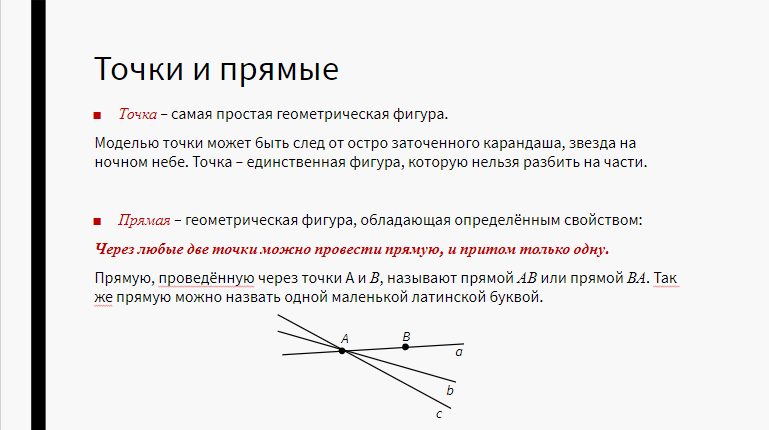 Точки и прямые
Точка – самая простая геометрическая фигура.
Моделью точки может быть след от остро заточенного карандаша, звезда на
ночном небе. Точка – единственная фигура, которую нельзя разбить на части.
Прямая – геометрическая фигура, обладающая определённым свойством:
Через любые две точки можно провести прямую, и притом только одну.
Прямую, проведённую через точки А и B, называют прямой AB или прямой BA. Так
же прямую можно назвать одной маленькой латинской буквой.
A
B
a
b
c